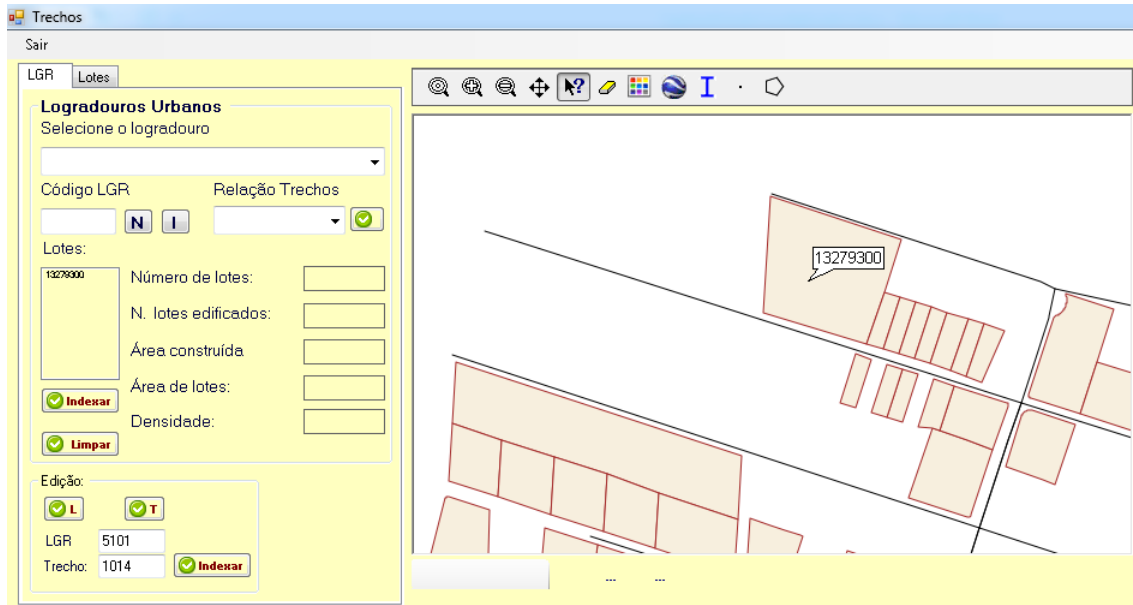 Trechos
Sair
LGR Lotes
Logradouros Urbanos
Selecione o logradouro
Código LGR Relação Trechos
N I
Lotes:
13279300
Número de lotes:
N. lotes edificados:
Área construída
Área de lotes:
Indexar
Densidade:
Limpar
Edição:
L T
LGR 5101
Trecho: 1014 Indexar
13279300
... ...